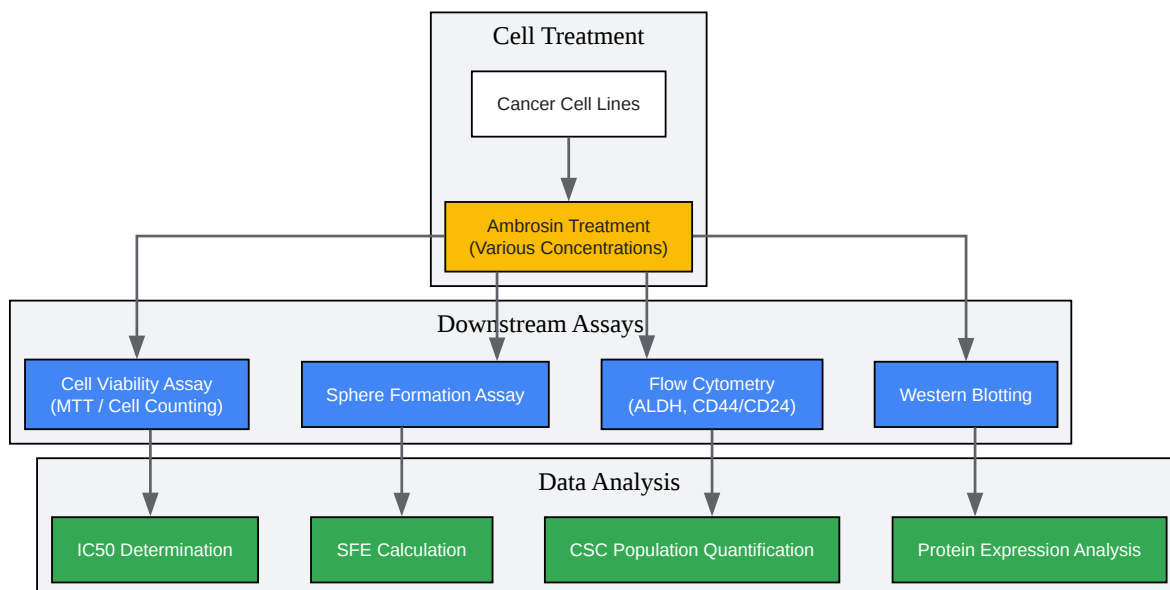 Cell Treatment
Cancer Cell Lines
Ambrosin Treatment
(Various Concentrations)
Downstream Assays
Cell Viability Assay
(MTT / Cell Counting)
Sphere Formation Assay
Flow Cytometry
(ALDH, CD44/CD24)
Western Blotting
Data Analysis
IC50 Determination
SFE Calculation
CSC Population Quantification
Protein Expression Analysis